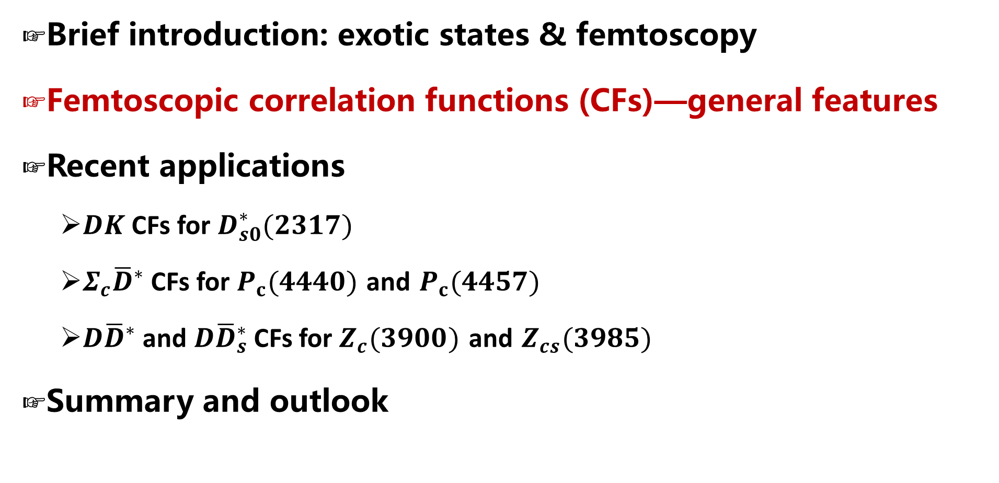 ☞Brief introduction: exotic states & femtoscopy
☞Femtoscopic correlation functions (CFs)—general features
☞Recent applications
➢$DK$ CFs for $D_{s0}^{*}(2317)$
➢$\Sigma_c \bar{D}^{*}$ CFs for $P_c(4440)$ and $P_c(4457)$
➢$D\bar{D}^{*}$ and $D\bar{D}_s^{*}$ CFs for $Z_c(3900)$ and $Z_{cs}(3985)$
☞Summary and outlook